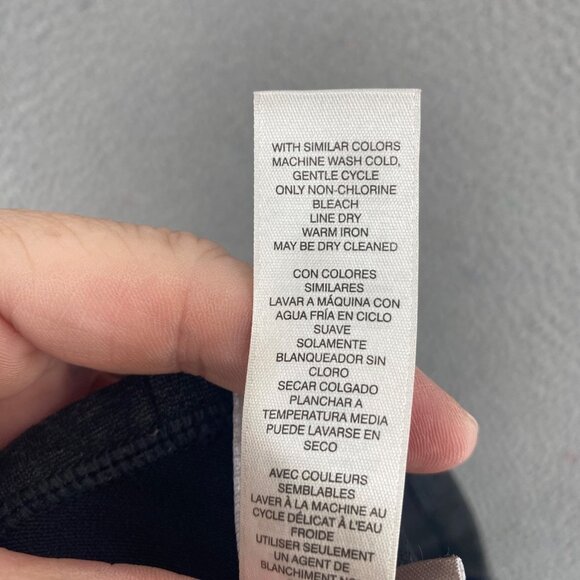 WITH SIMILAR COLORS
MACHINE WASH COLD,
GENTLE CYCLE
ONLY NON-CHLORINE
BLEACH
LINE DRY
WARM IRON
MAY BE DRY CLEANED
CON COLORES
SIMILARES
LAVAR A MÁQUINA CON
AGUA FRÍA EN CICLO
SUAVE
SOLAMENTE
BLANQUEADOR SIN
CLORO
SECAR COLGADO
PLANCHAR A
TEMPERATURA MEDIA
PUEDE LAVARSE EN
SECO
AVEC COULEURS
SEMBLABLES
LAVER À LA MACHINE AU
CYCLE DÉLICAT À L'EAU
FROIDE
UTILISER SEULEMENT
UN AGENT DE
BLANCHIMENT